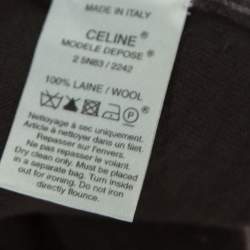 MADE IN ITALY
CELINE®
MODELE DEPOSE®
2 5N83 / 2242
100% LAINE / WOOL
P
Nettoyage à sec uniquement.
Article à nettoyer dans un filet.
Repasser sur l'envers.
Ne pas repasser le volant.
Dry clean only. Must be placed
in a separate bag. Turn inside
out for ironing. Do not iron
directly flounce.